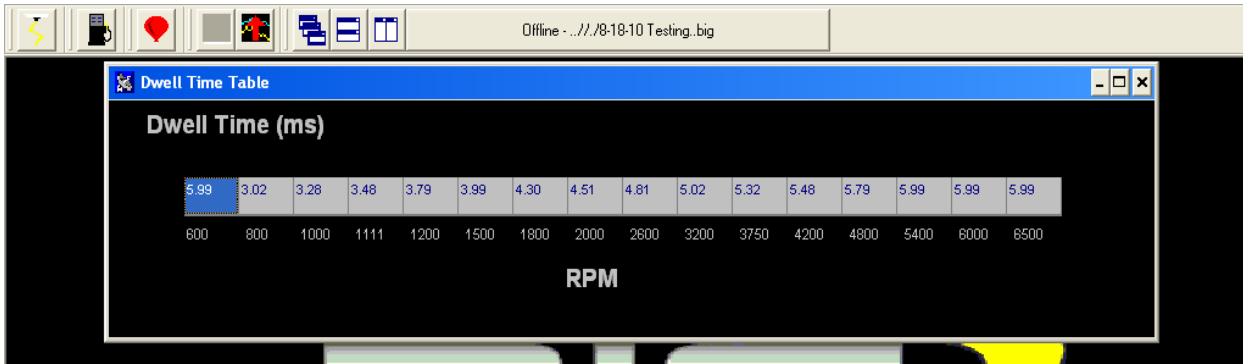 Offline - ..//./8-18-10 Testing..big
Dwell Time Table
Dwell Time (ms)
5.99 3.02 3.28 3.48 3.79 3.99 4.30 4.51 4.81 5.02 5.32 5.48 5.79 5.99 5.99 5.99
600 800 1000 1111 1200 1500 1800 2000 2600 3200 3750 4200 4800 5400 6000 6500
RPM